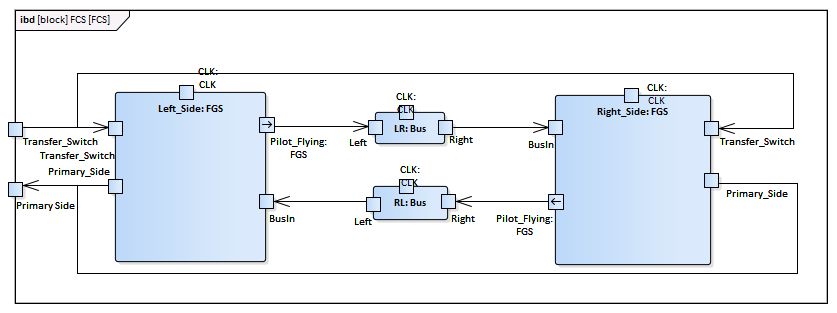 ibd [block] FCS [FCS]
CLK:
CLK
Left_Side: FGS
CLK:
CLK
LR: Bus
CLK:
CLK
Right_Side: FGS
Transfer_Switch
Transfer_Switch
Pilot_Flying:
FGS
Left
Right
BusIn
Transfer_Switch
Primary_Side
Primary Side
BusIn
CLK:
CLK
RL: Bus
Left
Right
Pilot_Flying:
FGS
Primary_Side